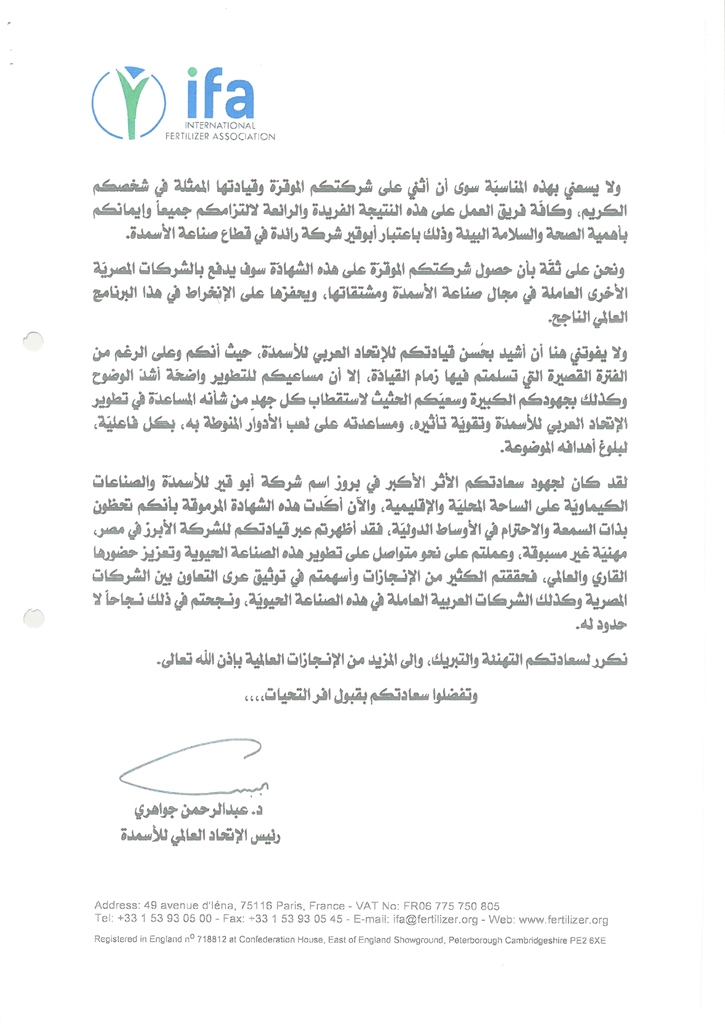 ifa
INTERNATIONAL
FERTILIZER ASSOCIATION
ولا يسعني بهذه المناسبة سوى أن أثني على شركتكم الموقرة وقيادتها الممثلة في شخصكم
الكريم، وكافة فريق العمل على هذه النتيجة الفريدة والرائعة لالتزامكم جميعاً وإيمانكم
بأهمية الصحة والسلامة البيئة وذلك باعتبار أبوقير شركة رائدة في قطاع صناعة الأسمدة.
ونحن على ثقة بأن حصول شركتكم الموقرة على هذه الشهادة سوف يدفع بالشركات المصرية
الأخرى العاملة في مجال صناعة الأسمدة ومشتقاتها، ويحفزها على الإنخراط في هذا البرنامج
العالمي الناجح.
ولا يفوتني هنا أن أشيد بحُسن قيادتكم للإتحاد العربي للأسمدة، حيث أنكم وعلى الرغم من
الفترة القصيرة التي تسلمتم فيها زمام القيادة، إلا أن مساعيكم للتطوير واضحة أشد الوضوح
وكذلك بجهودكم الكبيرة وسعيكم الحثيث لاستقطاب كل جهدٍ من شأنه المساعدة في تطوير
الإتحاد العربي للأسمدة وتقوية تأثيره، ومساعدته على لعب الأدوار المنوطة به، بكل فاعلية،
لبلوغ أهدافه الموضوعة.
لقد كان لجهود سعادتكم الأثر الأكبر في بروز اسم شركة أبو قير للأسمدة والصناعات
الكيماوية على الساحة المحلية والإقليمية، والآن أكدت هذه الشهادة المرموقة بأنكم تحظون
بذات السمعة والاحترام في الأوساط الدولية، فقد أظهرتم عبر قيادتكم للشركة الأبرز في مصر،
مهنية غير مسبوقة، وعملتم على نحو متواصل على تطوير هذه الصناعة الحيوية وتعزيز حضورها
القاري والعالمي، فحققتم الكثير من الإنجازات وأسهمتم في توثيق عرى التعاون بين الشركات
المصرية وكذلك الشركات العربية العاملة في هذه الصناعة الحيوية، ونجحتم في ذلك نجاحاً لا
حدود له.
نكرر لسعادتكم التهنئة والتبريك، وإلى المزيد من الإنجازات العالمية بإذن الله تعالى.
وتفضلوا سعادتكم بقبول افر التحيات،،،،
د. عبدالرحمن جواهري
رئيس الإتحاد العالمي للأسمدة
Address: 49 avenue d'Iéna, 75116 Paris, France - VAT No: FR06 775 750 805
Tel: +33 1 53 93 05 00 - Fax: +33 1 53 93 05 45 - E-mail: ifa@fertilizer.org - Web: www.fertilizer.org
Registered in England nº 718812 at Confederation House, East of England Showground, Peterborough Cambridgeshire PE2 6XE